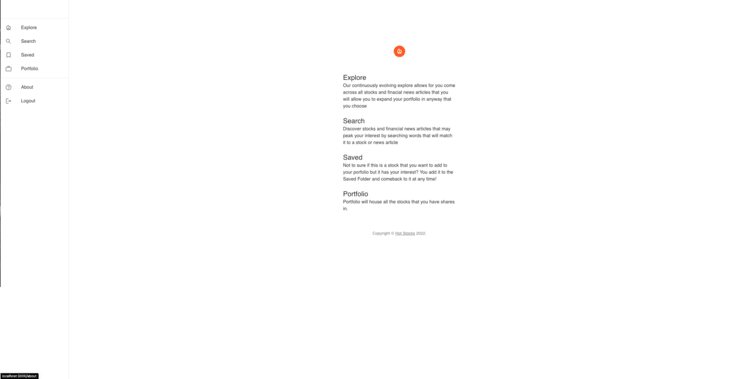 Explore
Search
Saved
Portfolio
About
Logout
Explore
Our continuously evolving explore allows for you come
across all stocks and finacial news articles that you
will allow you to expand your portfolio in anyway that
you choose
Search
Discover stocks and financial news articles that may
peak your interest by searching words that will match
it to a stock or news article
Saved
Not to sure if this is a stock that you want to add to
your porfolio but it has your interest? You add it to the
Saved Folder and comeback to it at any time!
Portfolio
Portfolio will house all the stocks that you have shares
in.
Copyright © Hot Stocks 2022.
localhost:3000/about